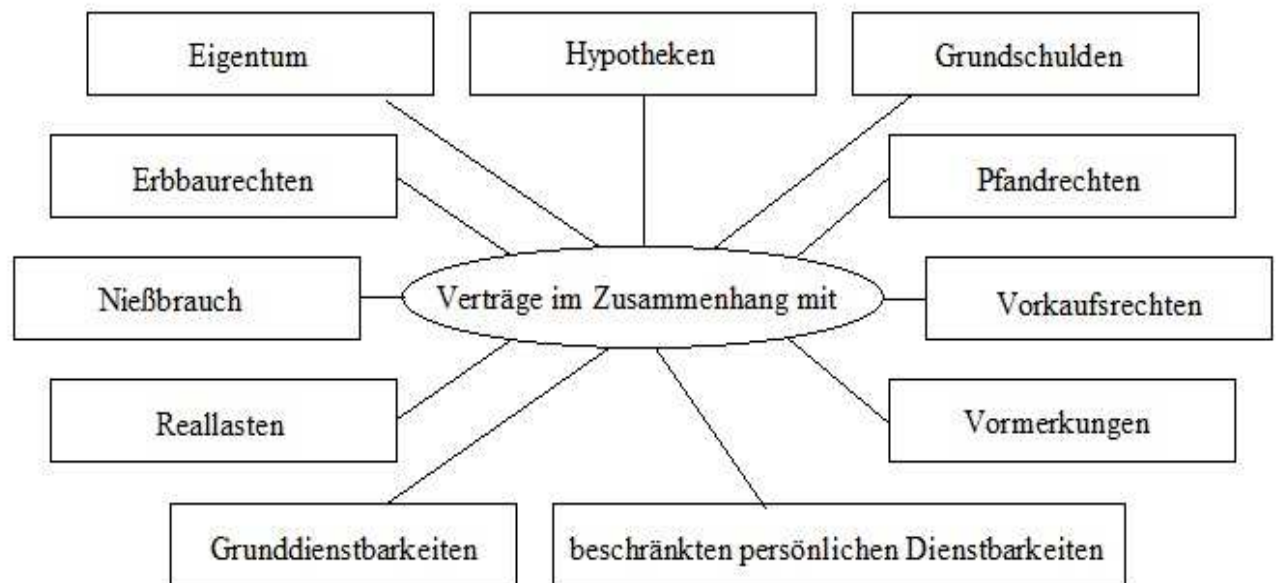 Eigentum
Hypotheken
Grundschulden
Erbbaurechten
Pfandrechten
Nießbrauch
Verträge im Zusammenhang mit
Vorkaufsrechten
Reallasten
Vormerkungen
Grunddienstbarkeiten
beschränkten persönlichen Dienstbarkeiten